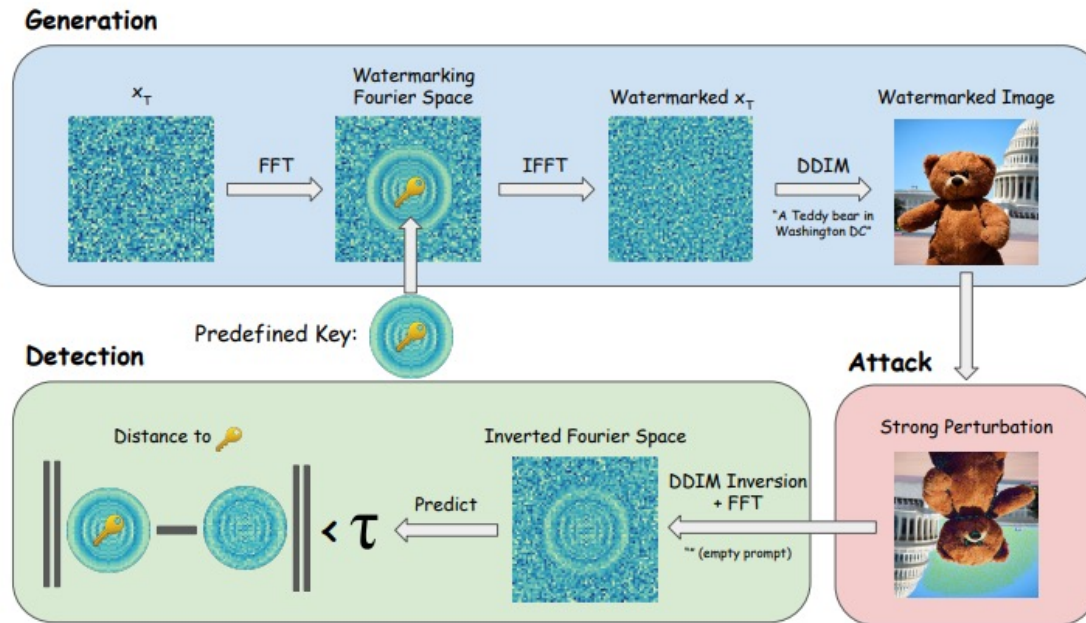 Generation
x_T
FFT
Watermarking
Fourier Space
IFFT
Watermarked x_T
DDIM
"A Teddy bear in
Washington DC"
Watermarked Image
Predefined Key:
Detection
Distance to
< τ
Predict
Inverted Fourier Space
DDIM Inversion
+ FFT
"" (empty prompt)
Attack
Strong Perturbation